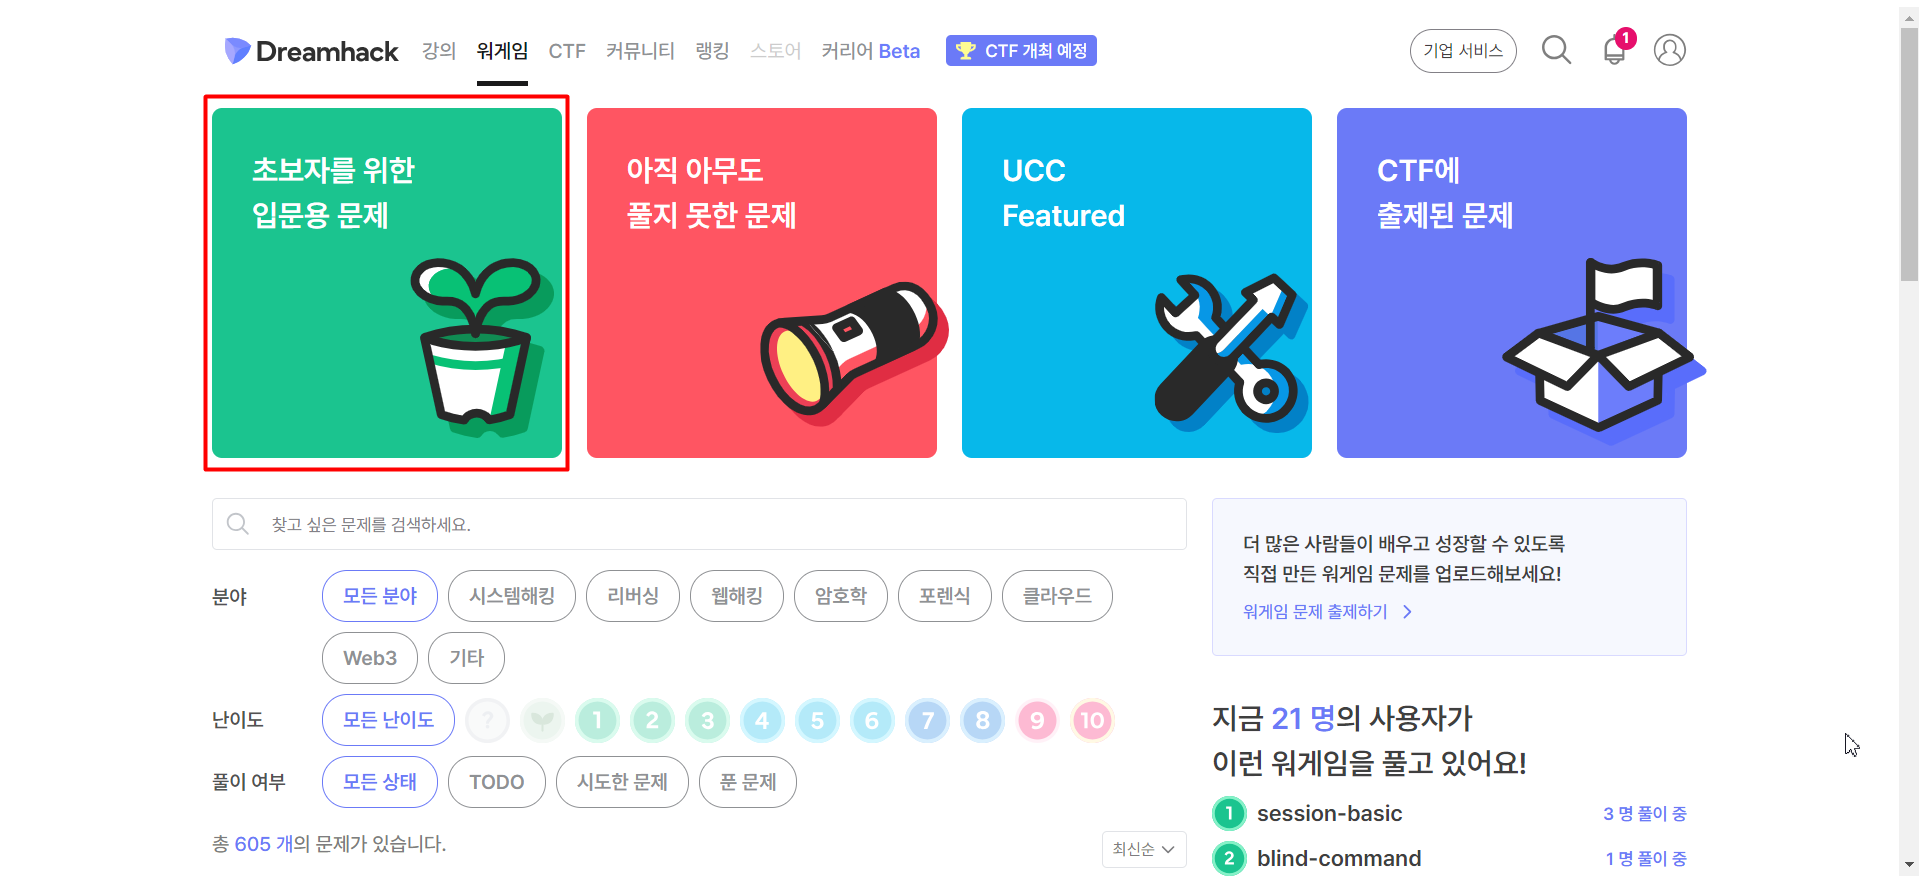 Dreamhack 강의 워게임 CTF 커뮤니티 랭킹 스토어 커리어 Beta CTF 개최 예정 기업 서비스 1
초보자를 위한
입문용 문제
아직 아무도
풀지 못한 문제
UCC
Featured
CTF에
출제된 문제
찾고 싶은 문제를 검색하세요.
분야 모든 분야 시스템해킹 리버싱 웹해킹 암호학 포렌식 클라우드
Web3 기타
난이도 모든 난이도 ? 1 2 3 4 5 6 7 8 9 10
풀이 여부 모든 상태 TODO 시도한 문제 푼 문제
총 605 개의 문제가 있습니다.
최신순
더 많은 사람들이 배우고 성장할 수 있도록
직접 만든 워게임 문제를 업로드해보세요!
워게임 문제 출제하기
지금 21 명의 사용자가
이런 워게임을 풀고 있어요!
1 session-basic 3 명 풀이 중
2 blind-command 1 명 풀이 중